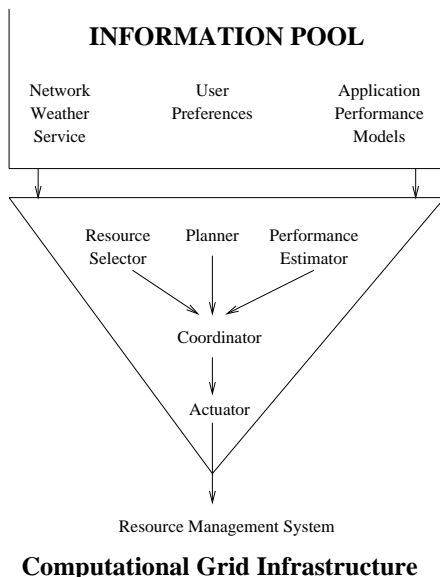 INFORMATION POOL
Network
Weather
Service
User
Preferences
Application
Performance
Models
Resource
Selector
Planner
Performance
Estimator
Coordinator
Actuator
Resource Management System
Computational Grid Infrastructure